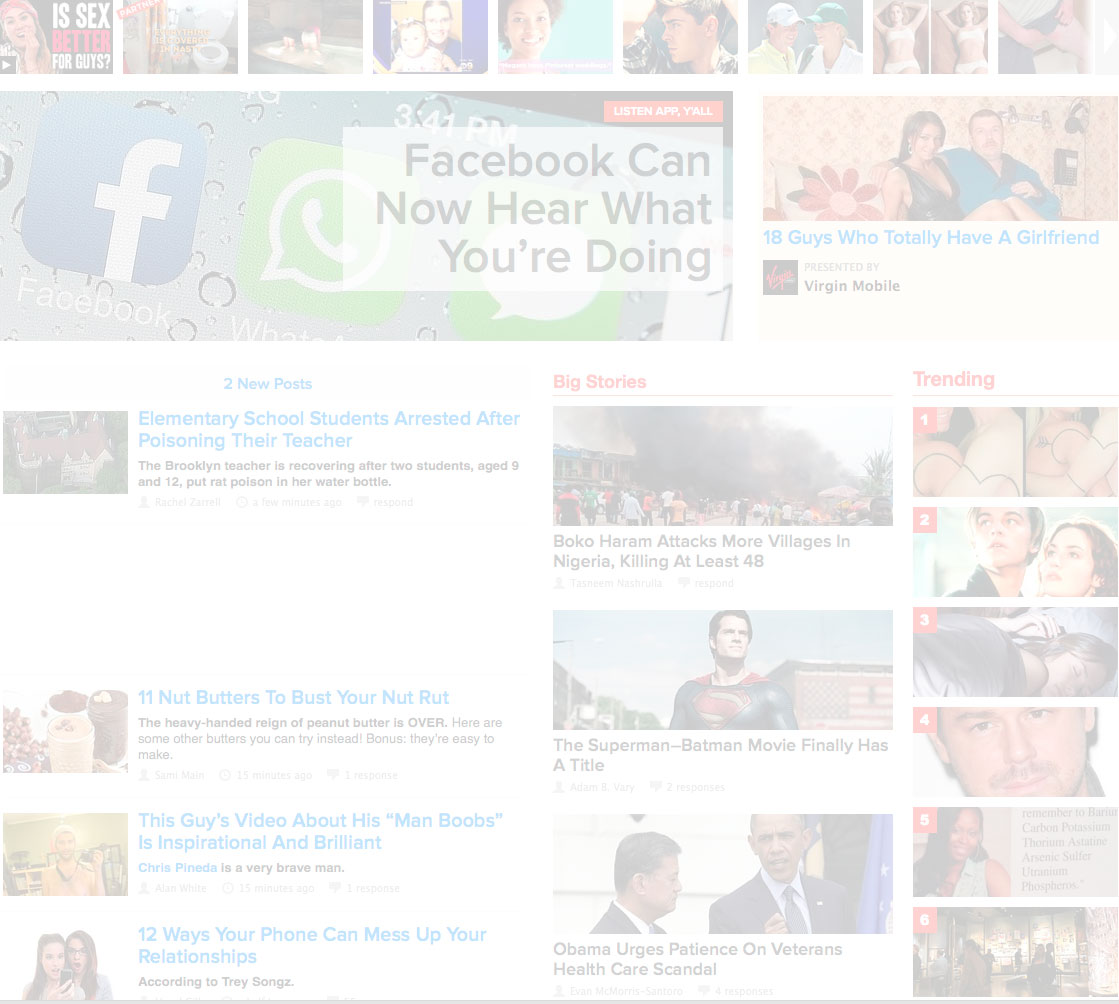 IS SEX
BETTER
FOR GUYS?
3:41 PM
LISTEN APP, Y'ALL
Facebook Can
Now Hear What
You're Doing
Facebook
18 Guys Who Totally Have A Girlfriend
Virgin
PRESENTED BY
Virgin Mobile
2 New Posts
Elementary School Students Arrested After
Poisoning Their Teacher
The Brooklyn teacher is recovering after two students, aged 9
and 12, put rat poison in her water bottle.
Rachel Zarrell a few minutes ago respond
11 Nut Butters To Bust Your Nut Rut
The heavy-handed reign of peanut butter is OVER. Here are
some other butters you can try instead! Bonus: they're easy to
make.
Sami Main 15 minutes ago 1 response
This Guy's Video About His “Man Boobs”
Is Inspirational And Brilliant
Chris Pineda is a very brave man.
Alan White 15 minutes ago 1 response
12 Ways Your Phone Can Mess Up Your
Relationships
According to Trey Songz.
Big Stories
Boko Haram Attacks More Villages In
Nigeria, Killing At Least 48
Tasneem Nashrulla respond
The Superman–Batman Movie Finally Has
A Title
Adam B. Vary 2 responses
Obama Urges Patience On Veterans
Health Care Scandal
Evan McMorris-Santoro 4 responses
Trending
1
2
3
4
5
remember to Barium
Carbon Potassium
Thorium Astatine
Arsenic Sulfer
Utranium
Phospheros."
6